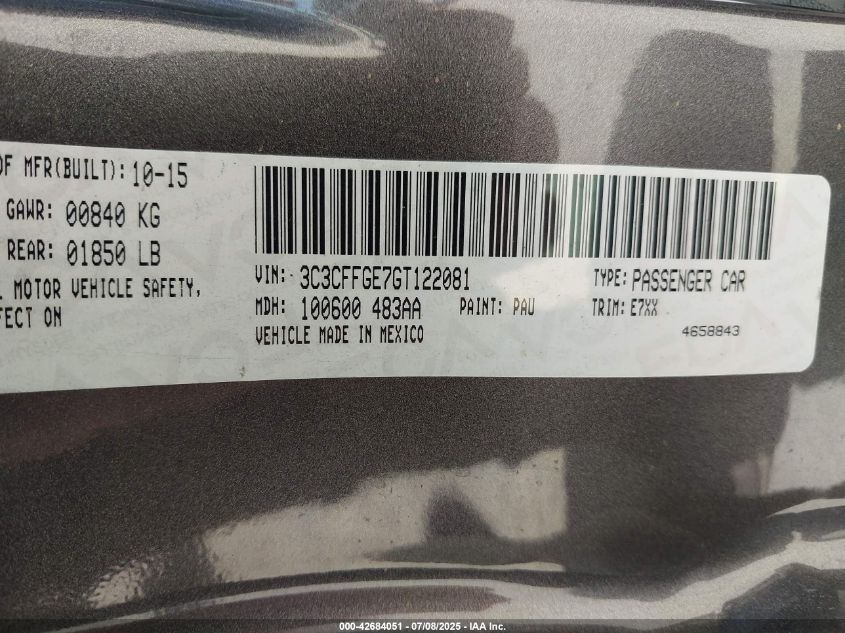 OF MFR(BUILT): 10-15
GAWR: 00840 KG
REAR: 01850 LB
MOTOR VEHICLE SAFETY,
ON
VIN: 3C3CFFGE7GT122081 TYPE: PASSENGER CAR
MDH: 100600 483AA PAINT: PAU TRIM: E7XX
VEHICLE MADE IN MEXICO 4658843
000-42684051 | 07/08/2025 - IAA Inc.